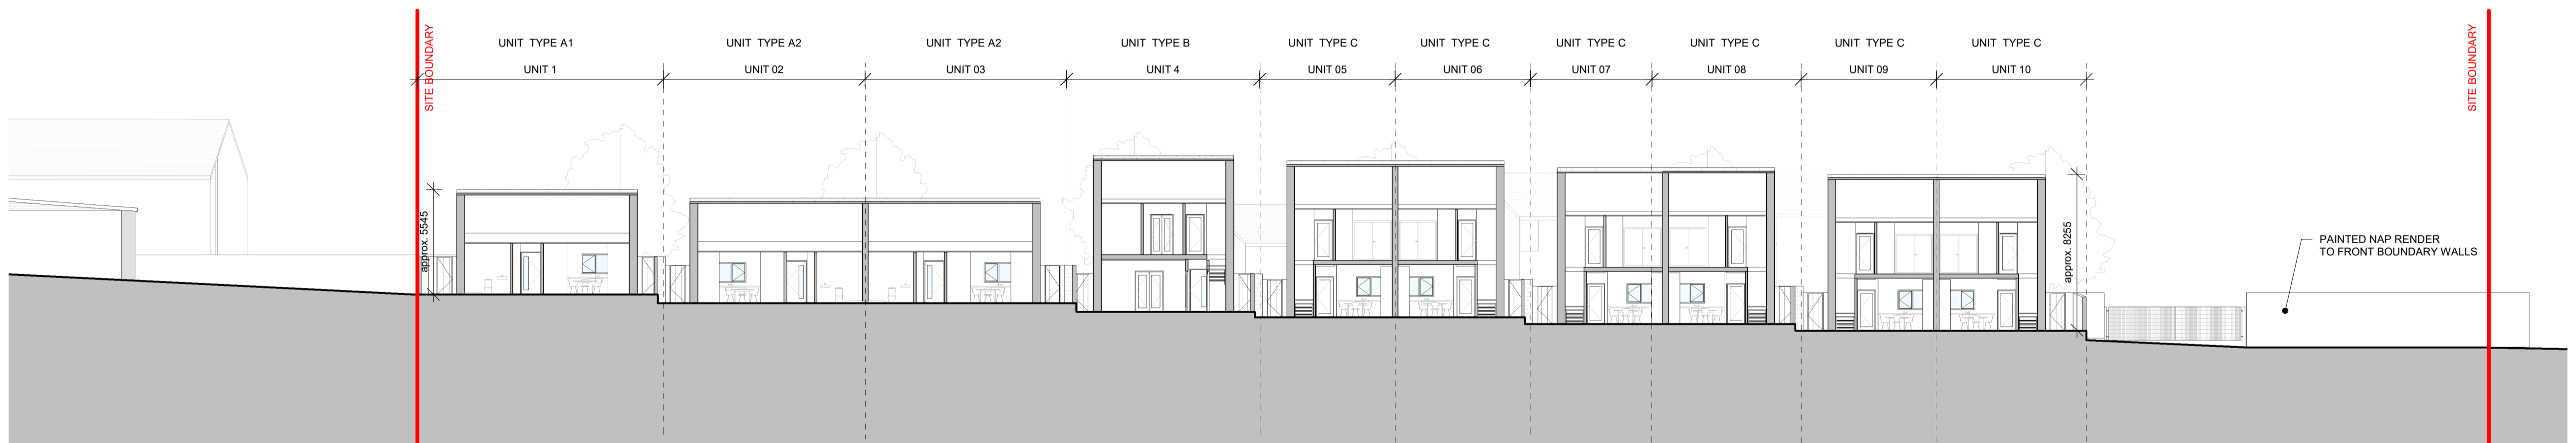 SITE BOUNDARY
UNIT TYPE A1
UNIT TYPE A2
UNIT TYPE A2
UNIT TYPE B
UNIT TYPE C
UNIT TYPE C
UNIT TYPE C
UNIT TYPE C
UNIT TYPE C
UNIT TYPE C
SITE BOUNDARY
UNIT 1
UNIT 02
UNIT 03
UNIT 4
UNIT 05
UNIT 06
UNIT 07
UNIT 08
UNIT 09
UNIT 10
approx. 5545
approx. 8255
PAINTED NAP RENDER
TO FRONT BOUNDARY WALLS